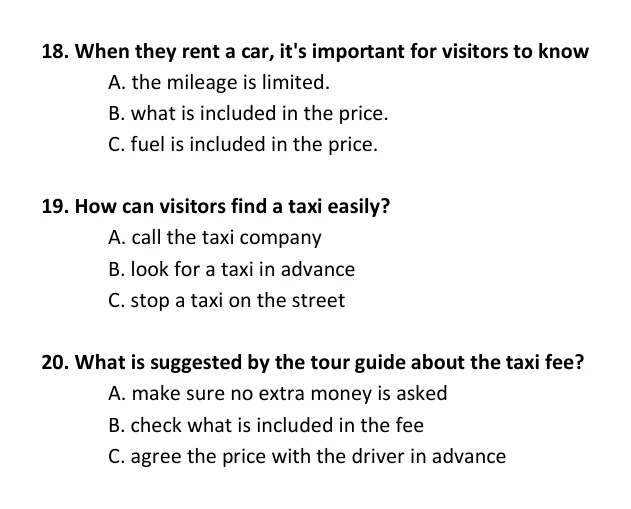 18. When they rent a car, it's important for visitors to know
A. the mileage is limited.
B. what is included in the price.
C. fuel is included in the price.
19. How can visitors find a taxi easily?
A. call the taxi company
B. look for a taxi in advance
C. stop a taxi on the street
20. What is suggested by the tour guide about the taxi fee?
A. make sure no extra money is asked
B. check what is included in the fee
C. agree the price with the driver in advance